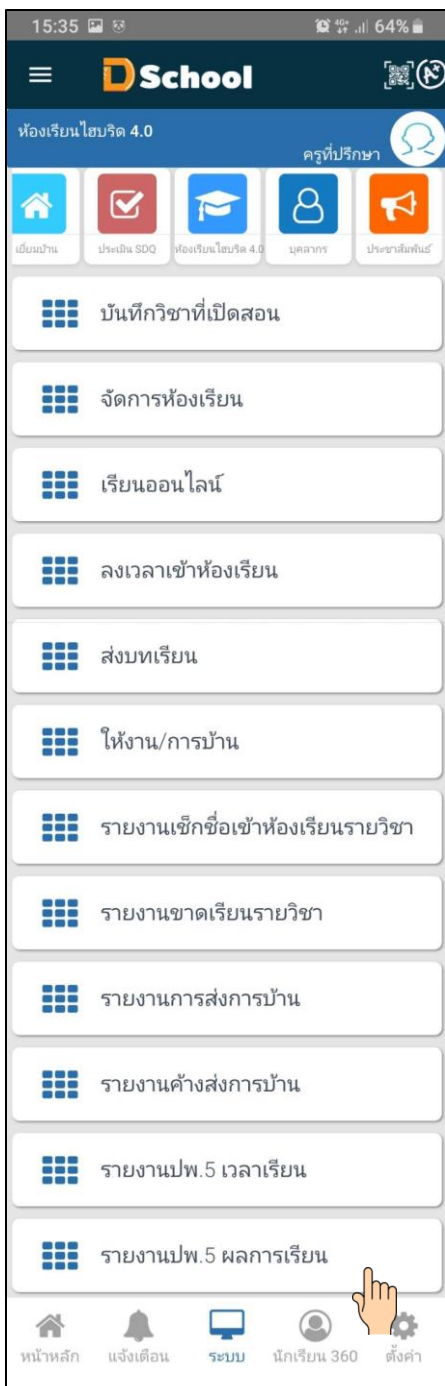 15:35 4G+ 64%
DSchool A+
ห้องเรียนไฮบริด 4.0
ครูที่ปรึกษา
เยี่ยมบ้าน ประเมิน SDQ ห้องเรียนไฮบริด 4.0 บุคลากร ประชาสัมพันธ์
บันทึกวิชาที่เปิดสอน
จัดการห้องเรียน
เรียนออนไลน์
ลงเวลาเข้าห้องเรียน
ส่งบทเรียน
ให้งาน/การบ้าน
รายงานเช็กชื่อเข้าห้องเรียนรายวิชา
รายงานขาดเรียนรายวิชา
รายงานการส่งการบ้าน
รายงานค้างส่งการบ้าน
รายงานปพ.5 เวลาเรียน
รายงานปพ.5 ผลการเรียน
หน้าหลัก แจ้งเตือน ระบบ นักเรียน 360 ตั้งค่า